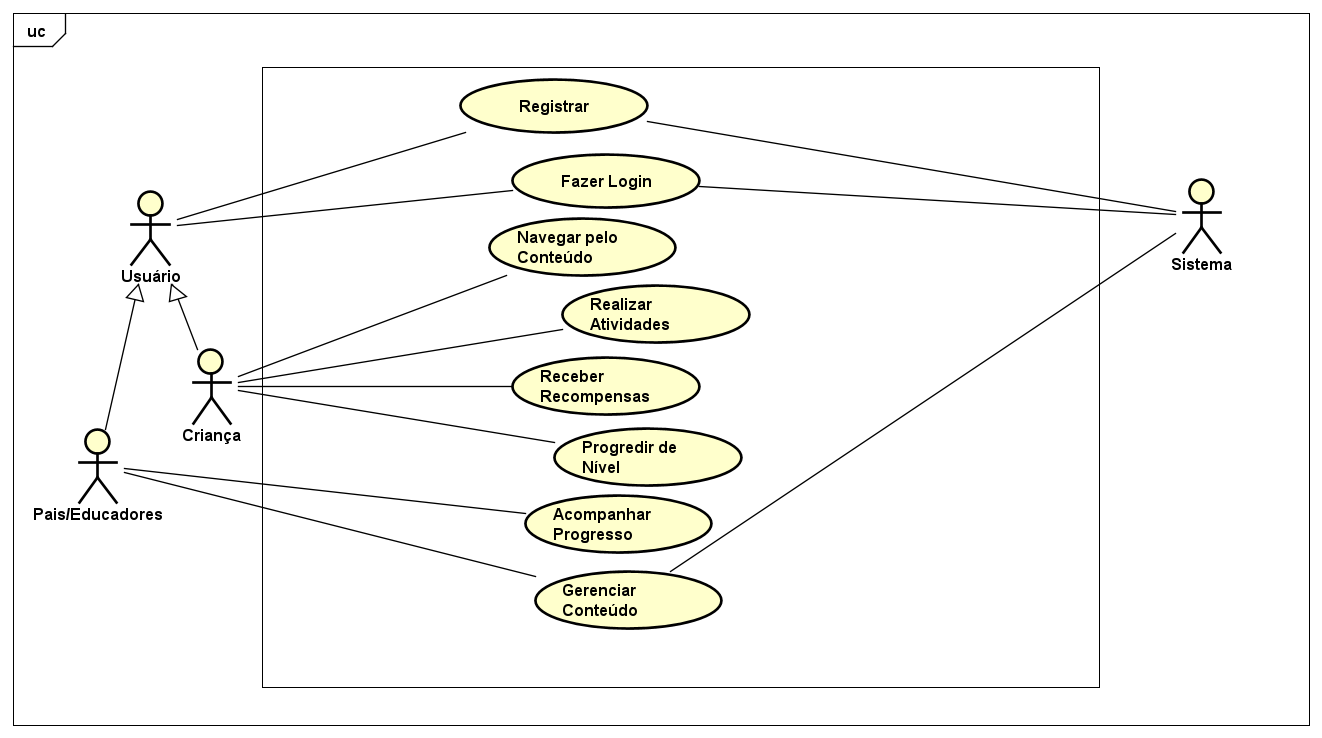 uc
Registrar
Fazer Login
Navegar pelo
Conteúdo
Realizar
Atividades
Receber
Recompensas
Progredir de
Nível
Acompanhar
Progresso
Gerenciar
Conteúdo
Usuário
Criança
Pais/Educadores
Sistema